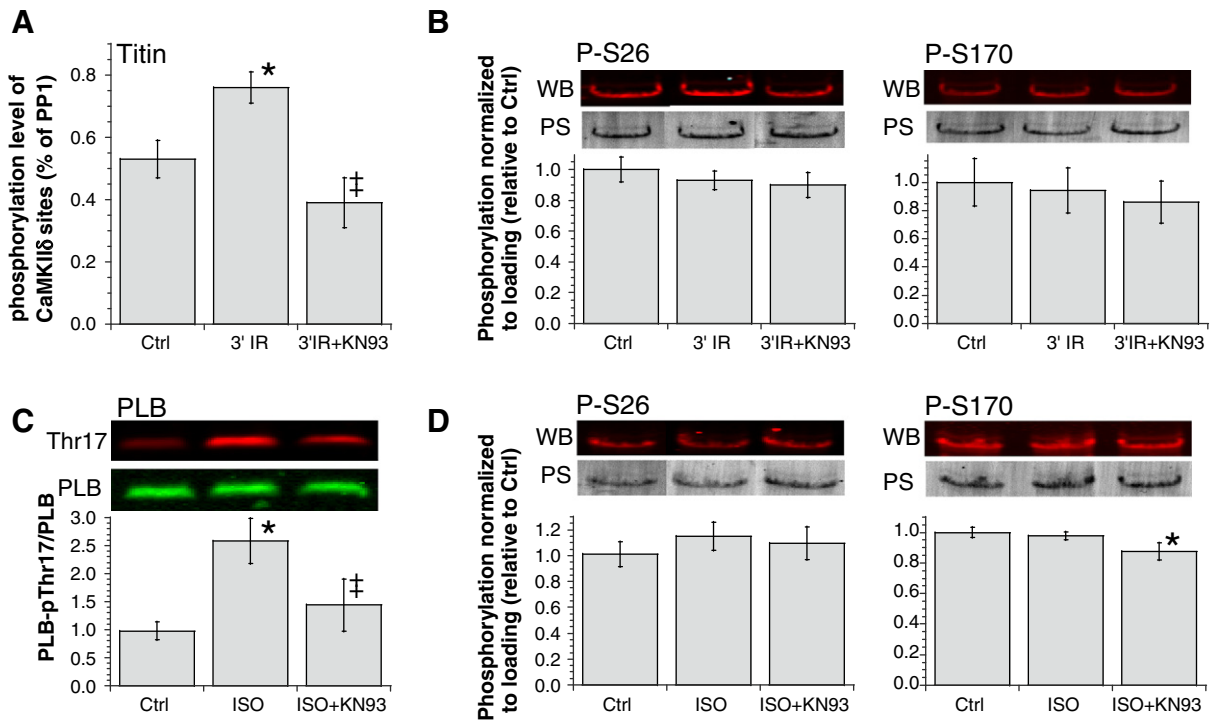 A
Titin
phosphorylation level of
CaMKIIδ sites (% of PP1)
0.8
0.6
0.4
0.2
0.0
*
‡
Ctrl
3' IR
3'IR+KN93
B
P-S26
WB
PS
Phosphorylation normalized
to loading (relative to Ctrl)
1.0
0.8
0.6
0.4
0.2
0.0
Ctrl
3' IR
3'IR+KN93
P-S170
WB
PS
1.0
0.8
0.6
0.4
0.2
0.0
Ctrl
3' IR
3'IR+KN93
C
PLB
Thr17
PLB
PLB-pThr17/PLB
3.0
2.5
2.0
1.5
1.0
0.5
0.0
*
‡
Ctrl
ISO
ISO+KN93
D
P-S26
WB
PS
Phosphorylation normalized
to loading (relative to Ctrl)
1.2
1.0
0.8
0.6
0.4
0.2
0.0
Ctrl
ISO
ISO+KN93
P-S170
WB
PS
1.0
0.8
0.6
0.4
0.2
0.0
*
Ctrl
ISO
ISO+KN93